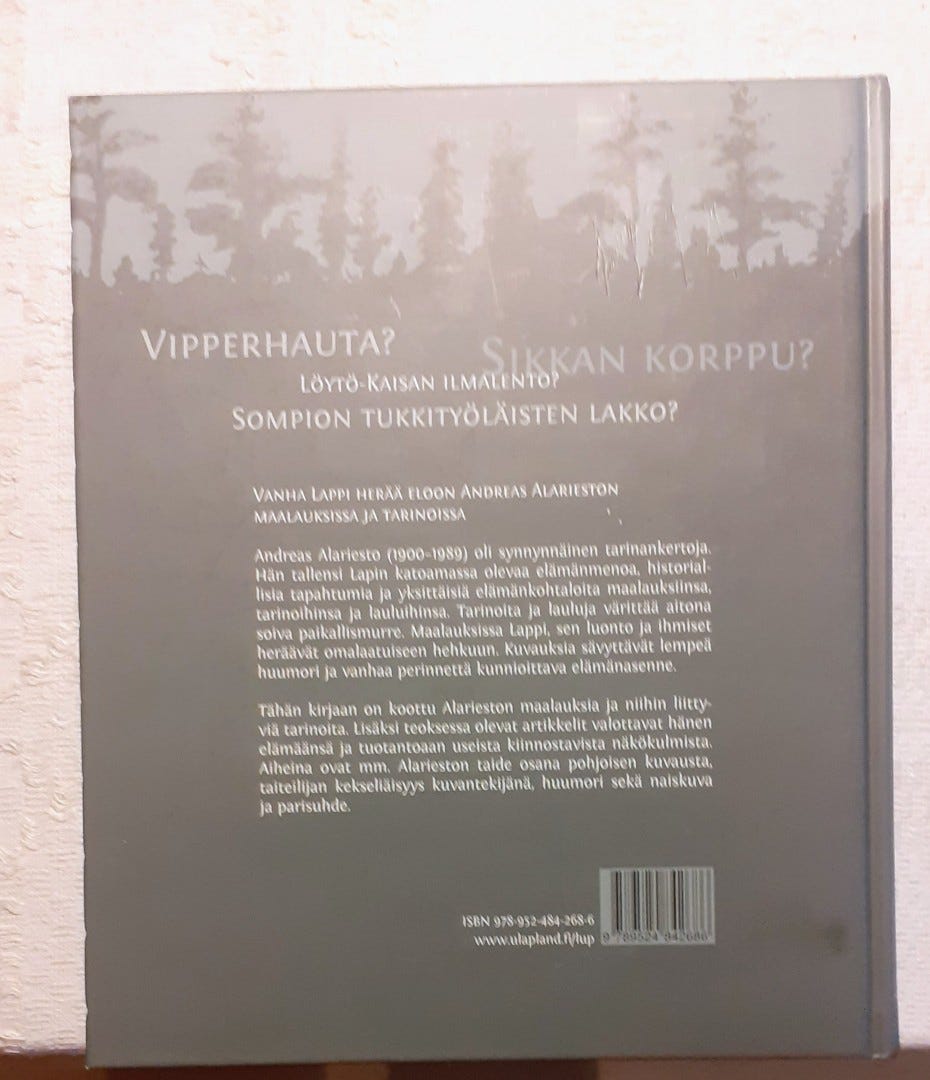 VIPPERHAUTA?
SIKKAN KORPPU?
LÖYTÖ-KAISAN ILMALENTO?
SOMPION TUKKITYÖLÄISTEN LAKKO?
VANHA LAPPI HERÄÄ ELOON ANDREAS ALARIESTON
MAALAUKSISSA JA TARINOISSA
Andreas Alariesto (1900–1989) oli synnynnäinen tarinankertoja.
Hän tallensi Lapin katoamassa olevaa elämänmenoa, historial-
lisia tapahtumia ja yksittäisiä elämänkohtaloita maalauksiinsa,
tarinoihinsa ja lauluihinsa. Tarinoita ja lauluja värittää aitona
soiva paikallismurre. Maalauksissa Lappi, sen luonto ja ihmiset
heräävät omalaatuiseen hehkuun. Kuvauksia sävyttävät lempeä
huumori ja vanhaa perinnettä kunnioittava elämänasenne.
Tähän kirjaan on koottu Alarieston maalauksia ja niihin liitty-
viä tarinoita. Lisäksi teoksessa olevat artikkelit valottavat hänen
elämäänsä ja tuotantoaan useista kiinnostavista näkökulmista.
Aiheina ovat mm. Alarieston taide osana pohjoisen kuvausta,
taiteilijan kekseliäisyys kuvantekijänä, huumori sekä naiskuva
ja parisuhde.
ISBN 978-952-484-268-6
www.ulapland.fi/lup
9 789524 842686